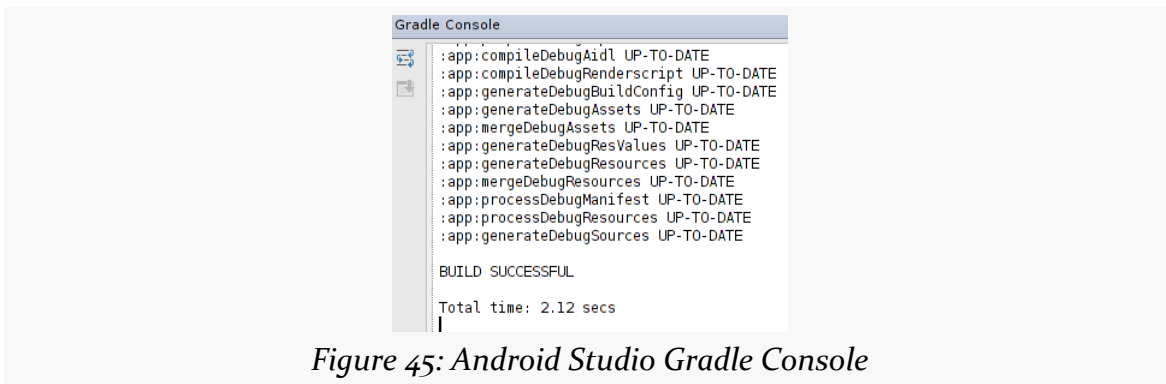 Gradle Console
:app:compileDebugAidl UP-TO-DATE
:app:compileDebugRenderscript UP-TO-DATE
:app:generateDebugBuildConfig UP-TO-DATE
:app:generateDebugAssets UP-TO-DATE
:app:mergeDebugAssets UP-TO-DATE
:app:generateDebugResValues UP-TO-DATE
:app:generateDebugResources UP-TO-DATE
:app:mergeDebugResources UP-TO-DATE
:app:processDebugManifest UP-TO-DATE
:app:processDebugResources UP-TO-DATE
:app:generateDebugSources UP-TO-DATE
BUILD SUCCESSFUL
Total time: 2.12 secs
Figure 45: Android Studio Gradle Console